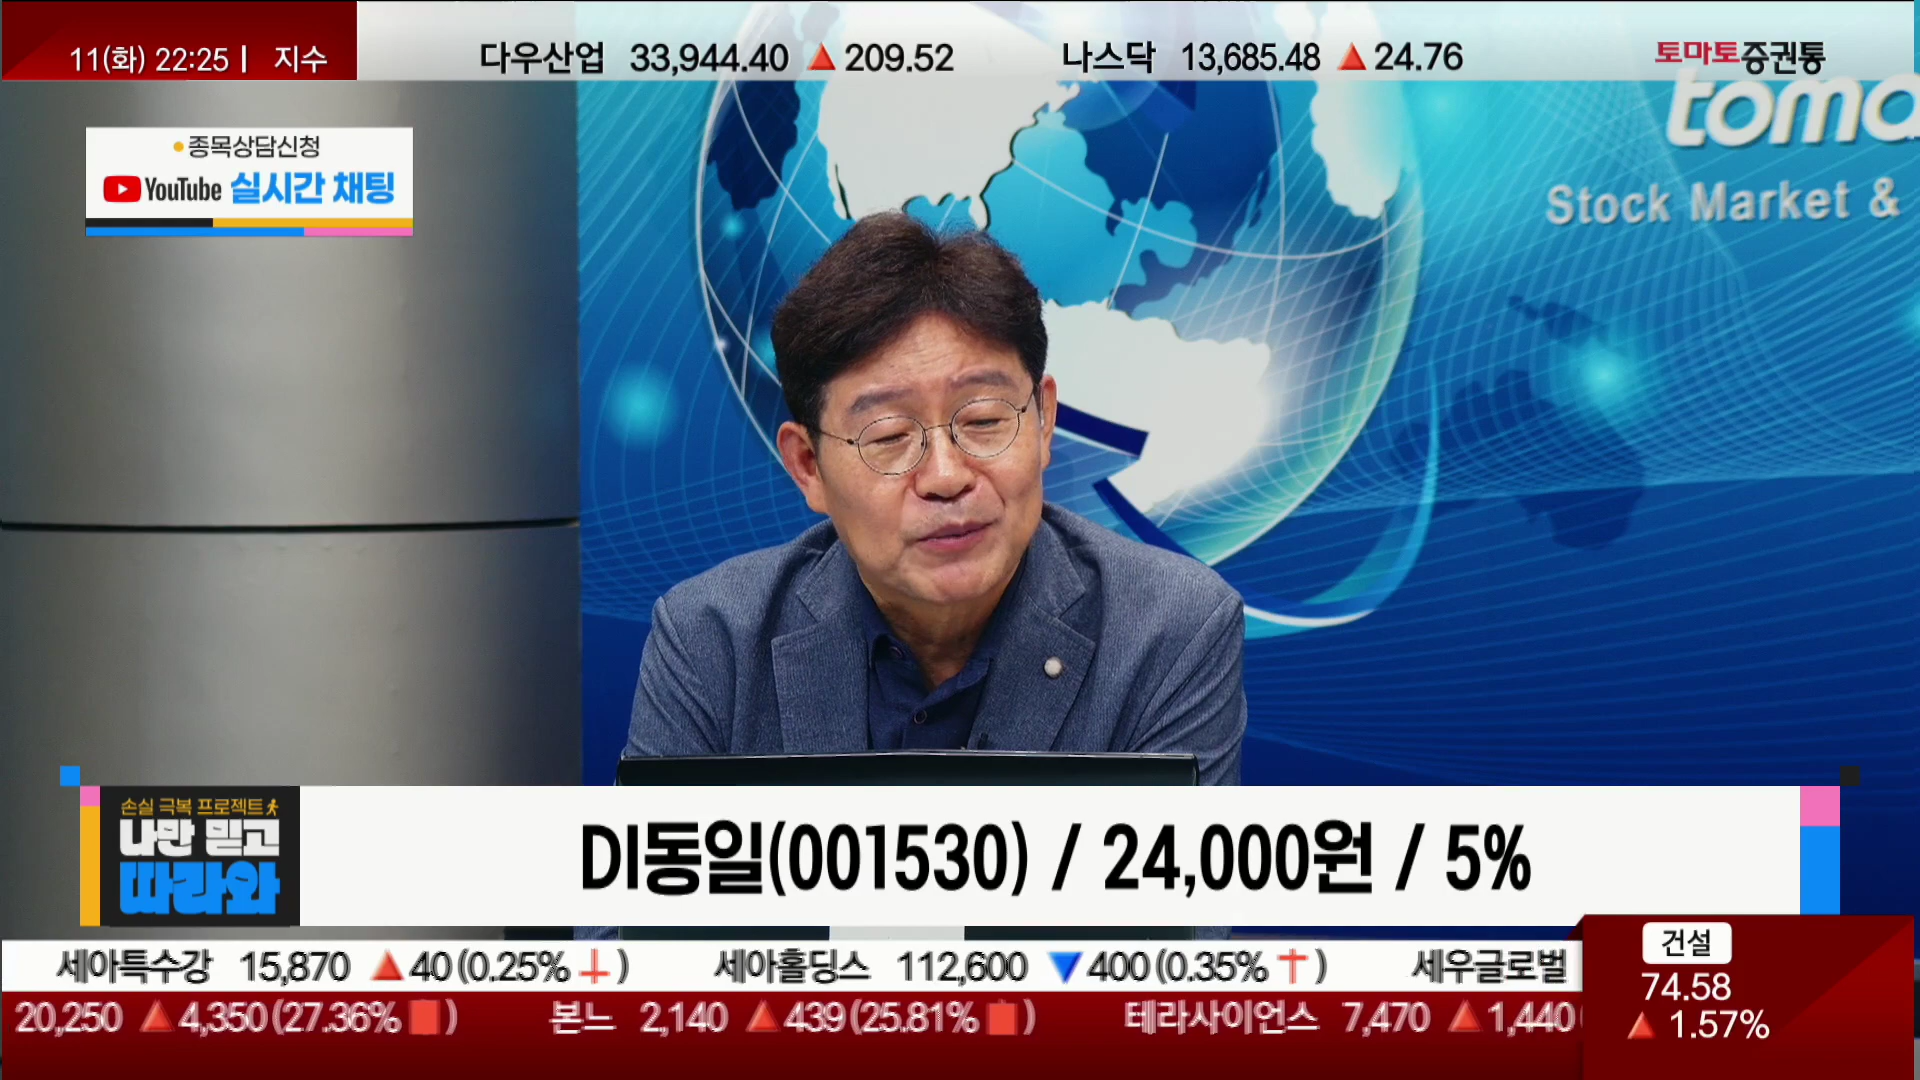 11(화) 22:25 | 지수
다우산업 33,944.40 ▲ 209.52
나스닥 13,685.48 ▲ 24.76
토마토증권통
toma
Stock Market &
•종목상담신청
YouTube 실시간 채팅
손실 극복 프로젝트
나만 믿고
따라와
DI동일(001530) / 24,000원 / 5%
세아특수강 15,870 ▲ 40 (0.25% ↓)
세아홀딩스 112,600 ▼ 400 (0.35% ↑)
세우글로벌
20,250 ▲ 4,350 (27.36% )
본느 2,140 ▲ 439 (25.81% )
테라사이언스 7,470 ▲ 1,440
건설
74.58
▲ 1.57%